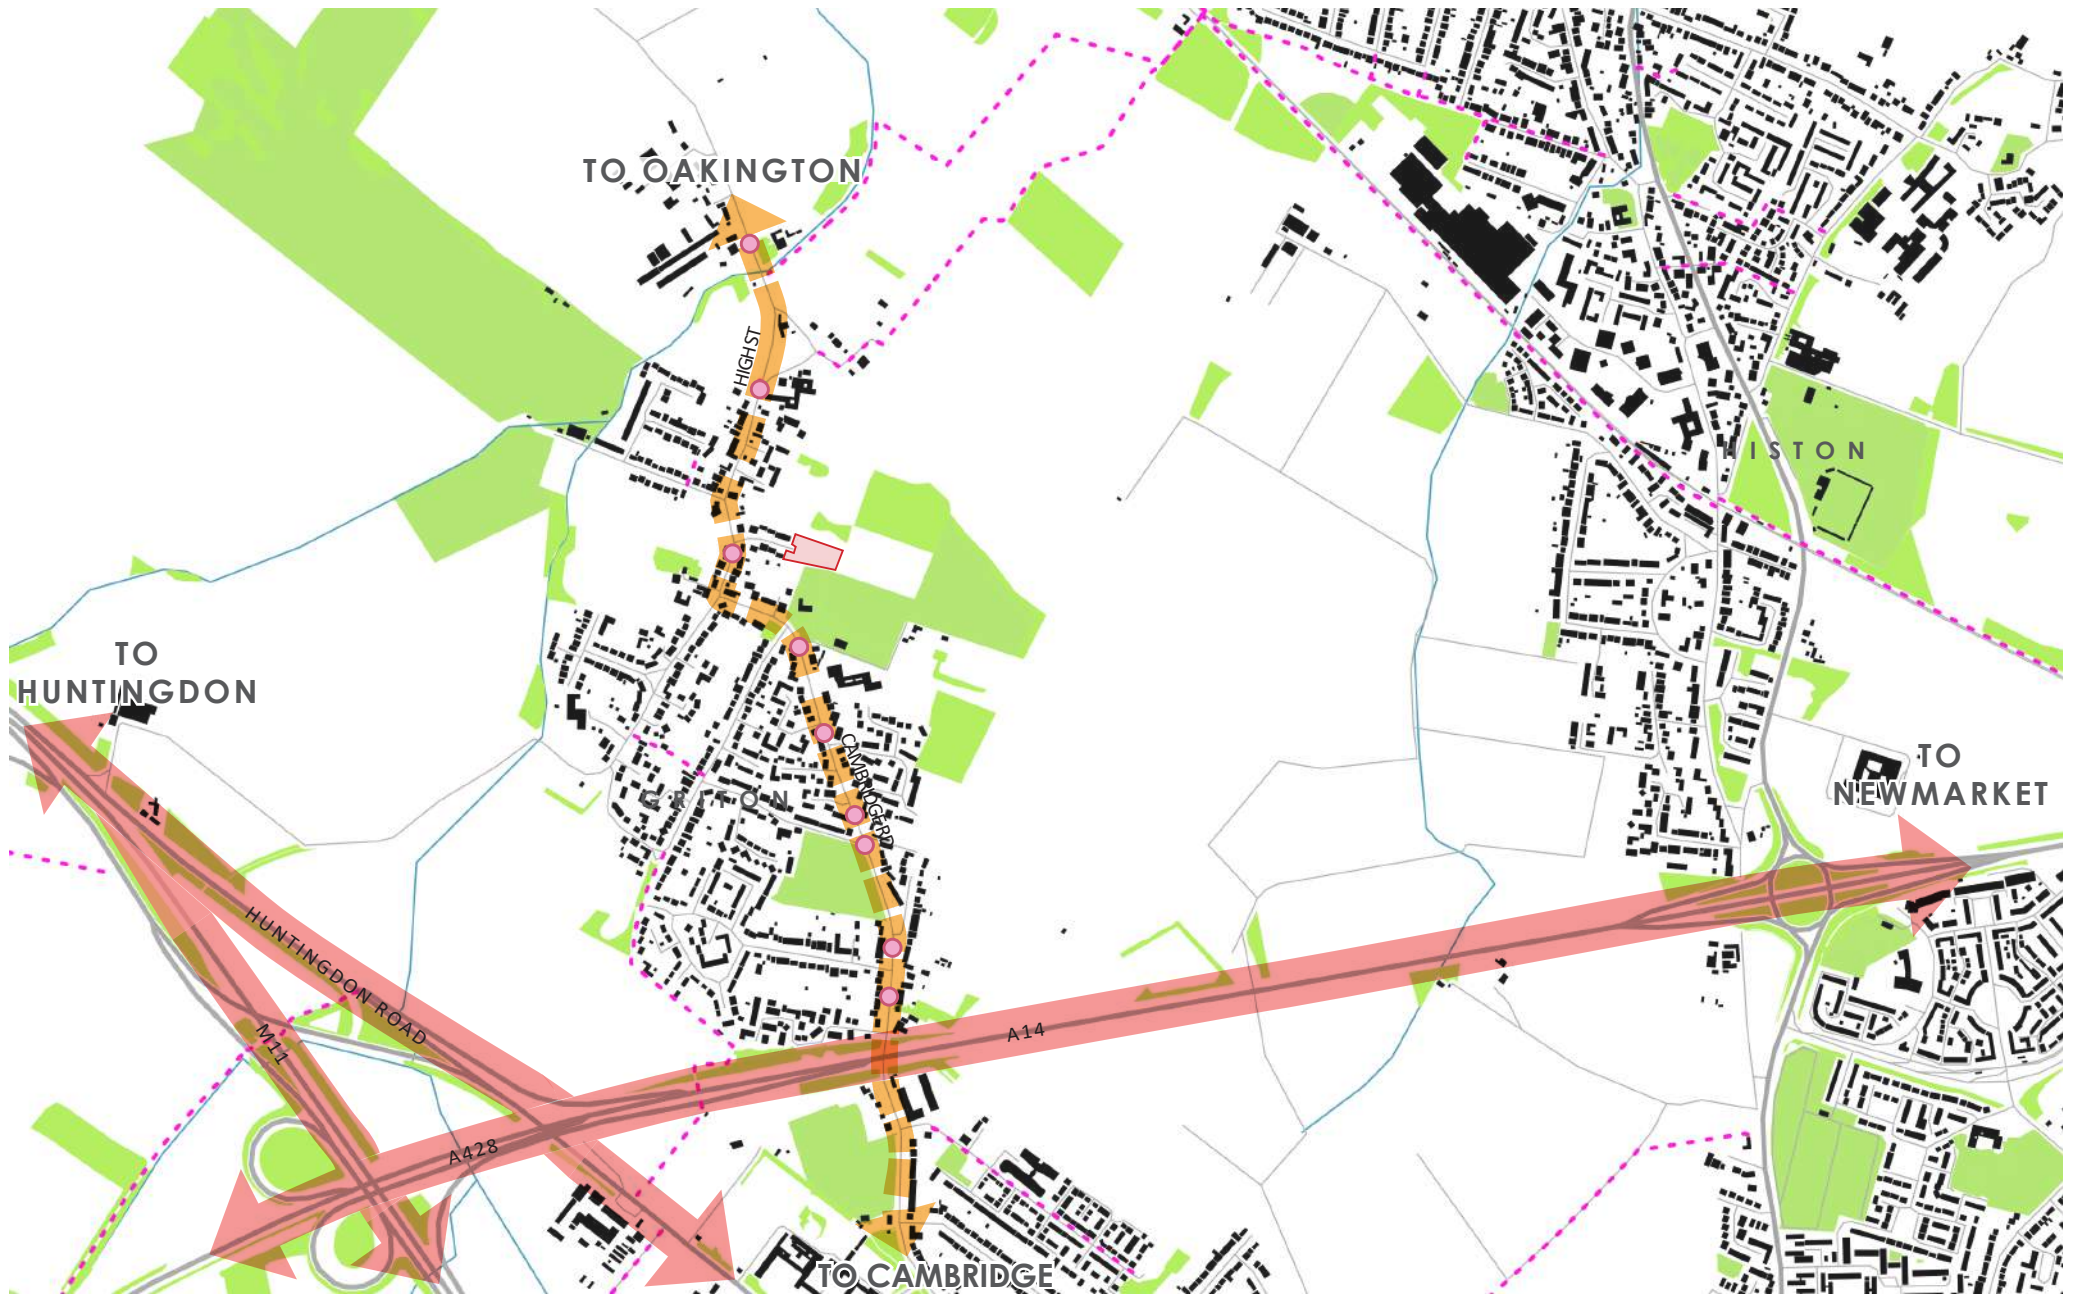 TO OAKINGTON
HIGH ST
HISTON
TO
HUNTINGDON
TO
NEWMARKET
CAMBRIDGE RD
GIRTON
HUNTINGDON ROAD
M11
A14
A428
TO CAMBRIDGE